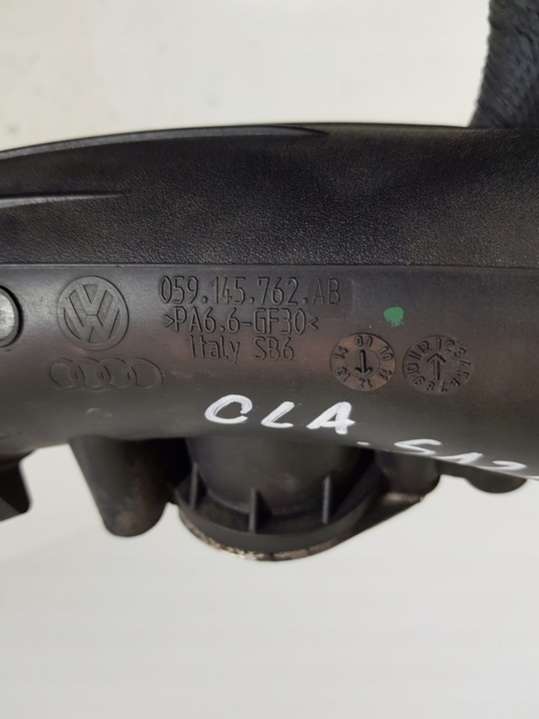 059.145.762.AB
>PA6.6-GF30<
Italy SB6
CLA